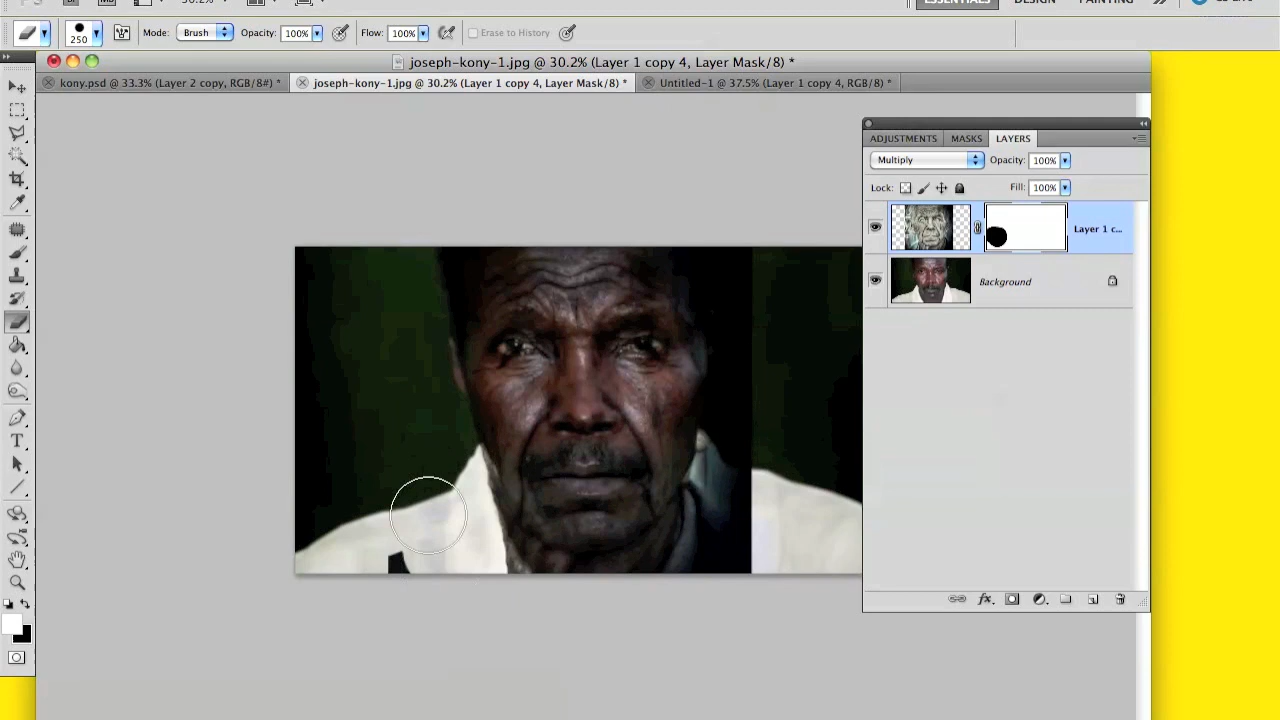 ESSENTIALS DESIGN PAINTING
250 Mode: Brush Opacity: 100% Flow: 100% Erase to History
joseph-kony-1.jpg @ 30.2% (Layer 1 copy 4, Layer Mask/8) *
kony.psd @ 33.3% (Layer 2 copy, RGB/8#) * joseph-kony-1.jpg @ 30.2% (Layer 1 copy 4, Layer Mask/8) * Untitled-1 @ 37.5% (Layer 1 copy 4, RGB/8) *
ADJUSTMENTS MASKS LAYERS
Multiply Opacity: 100%
Lock: Fill: 100%
Layer 1 c...
Background